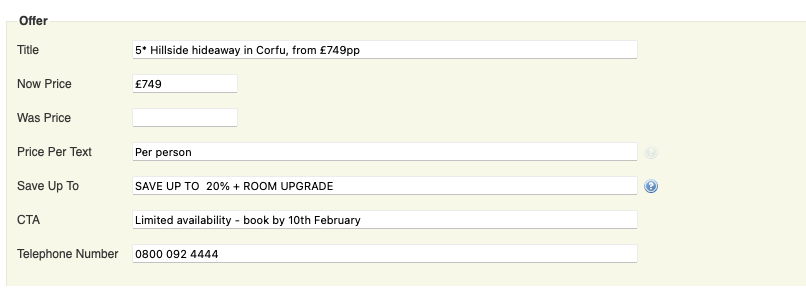 Offer
Title 5* Hillside hideaway in Corfu, from £749pp
Now Price £749
Was Price
Price Per Text Per person
Save Up To SAVE UP TO  20% + ROOM UPGRADE
CTA Limited availability - book by 10th February
Telephone Number 0800 092 4444